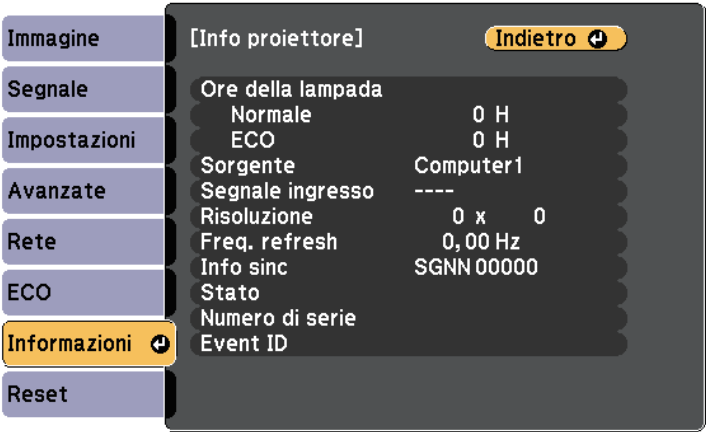 Immagine
Segnale
Impostazioni
Avanzate
Rete
ECO
Informazioni
Reset
[Info proiettore] Indietro
Ore della lampada
Normale 0 H
ECO 0 H
Sorgente Computer1
Segnale ingresso ----
Risoluzione 0 x 0
Freq. refresh 0,00 Hz
Info sinc SGNN 00000
Stato
Numero di serie
Event ID